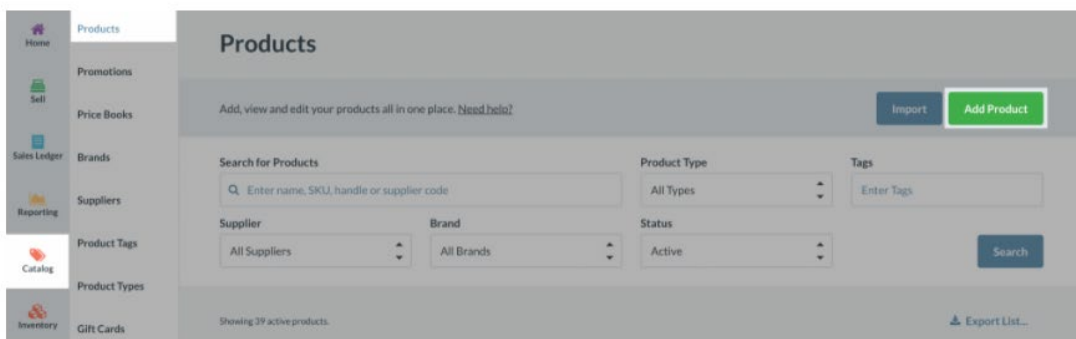 Home
Sell
Sales Ledger
Reporting
Catalog
Inventory
Products
Promotions
Price Books
Brands
Suppliers
Product Tags
Product Types
Gift Cards
Products
Add, view and edit your products all in one place. Need help?
Import
Add Product
Search for Products
Product Type
Tags
Enter name, SKU, handle or supplier code
All Types
Enter Tags
Supplier
Brand
Status
All Suppliers
All Brands
Active
Search
Showing 39 active products.
Export List...